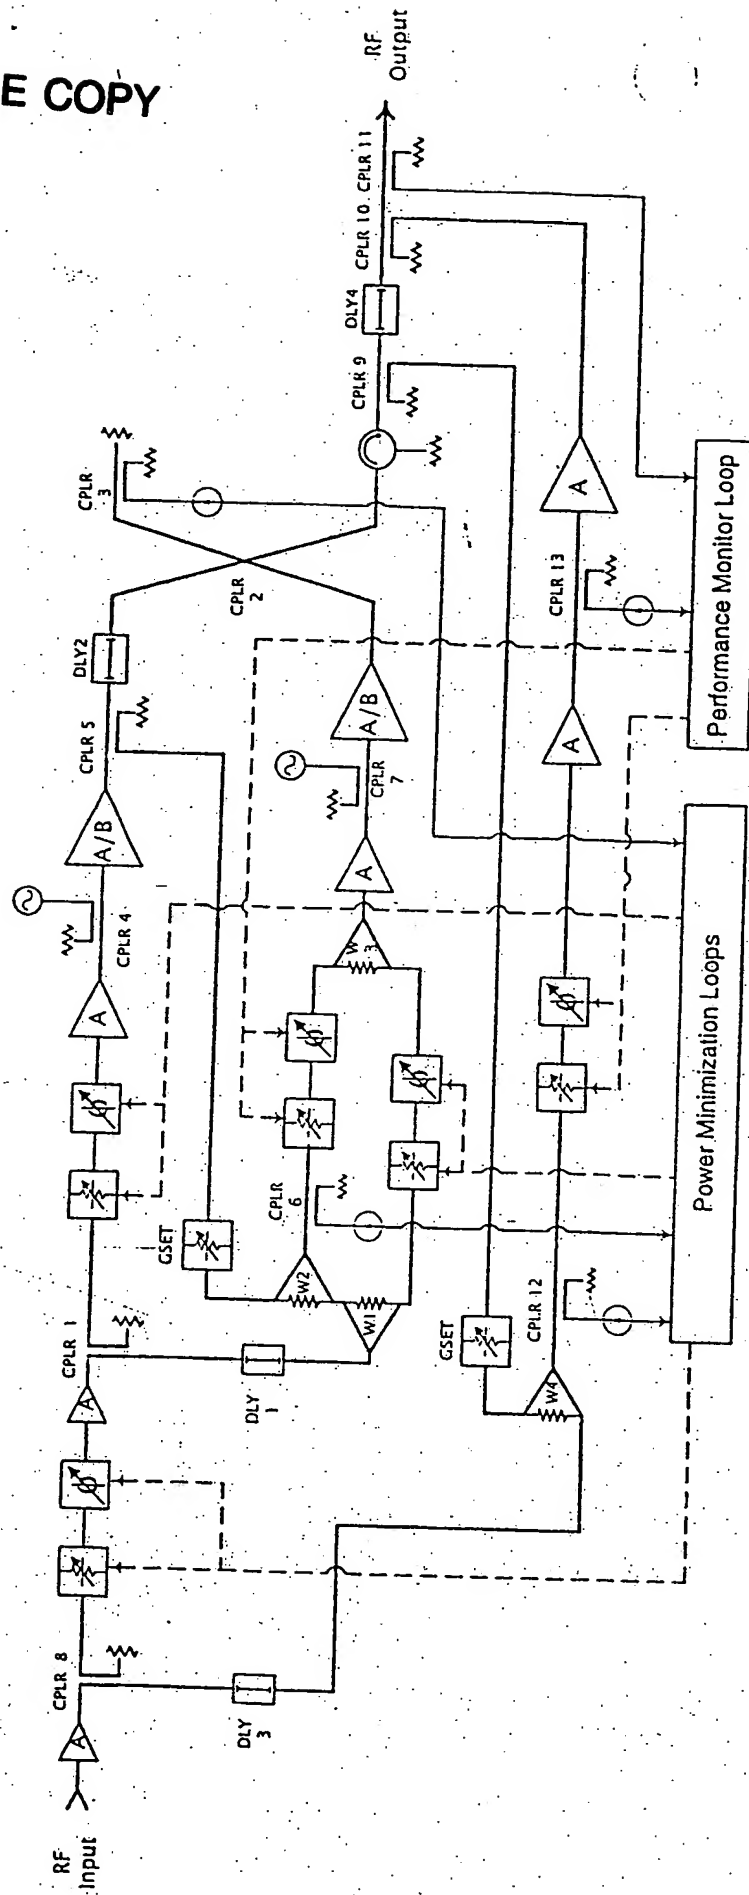 E COPY
RF
Input
A
CPLR 8
DLY
3
A
CPLR 1
DLY
1
GSET
W1
W2
CPLR
6
A
CPLR 4
A/B
CPLR 5
DLY2
CPLR
3
CPLR
2
W
3
A
CPLR
7
A/B
GSET
W4
CPLR 12
A
CPLR 13
A
CPLR 9
DLY4
CPLR 10
CPLR 11
RF
Output
Power Minimization Loops
Performance Monitor Loop